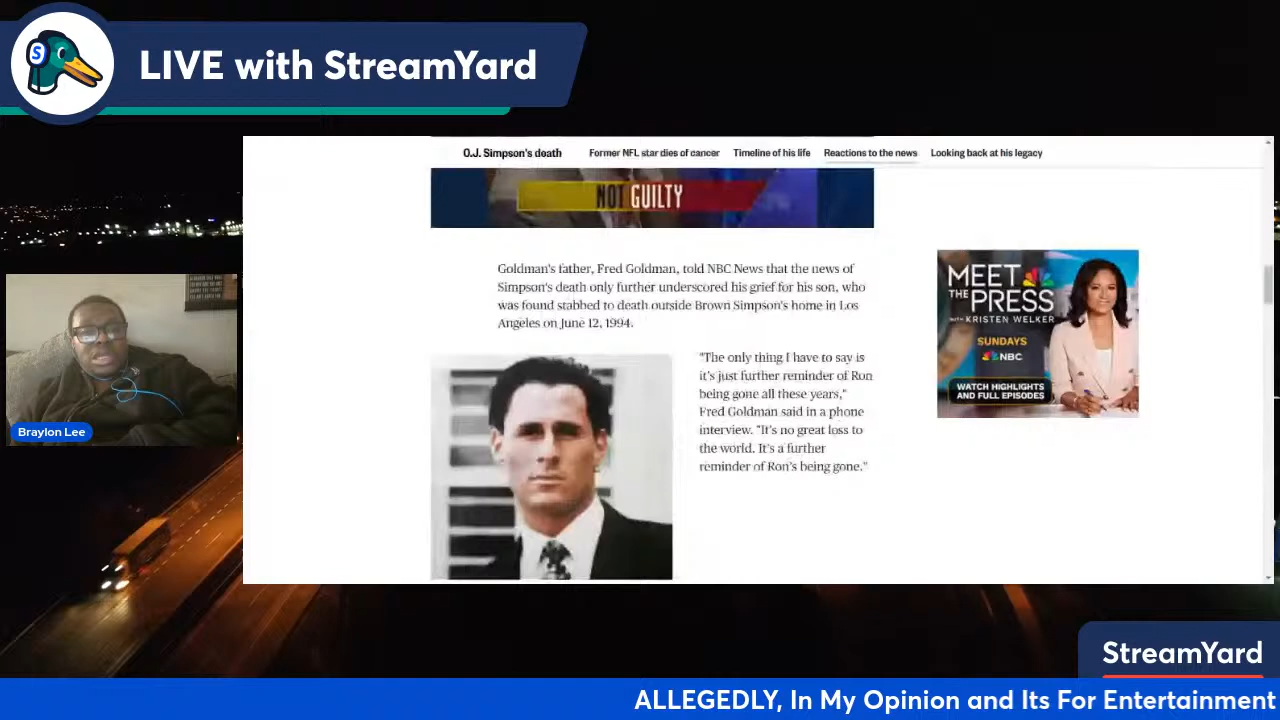 S
LIVE with StreamYard
O.J. Simpson's death
Former NFL star dies of cancer
Timeline of his life
Reactions to the news
Looking back at his legacy
NOT GUILTY
Goldman's father, Fred Goldman, told NBC News that the news of
Simpson's death only further underscored his grief for his son, who
was found stabbed to death outside Brown Simpson's home in Los
Angeles on June 12, 1994.
"The only thing I have to say is
it's just further reminder of Ron
being gone all these years,"
Fred Goldman said in a phone
interview. "It's no great loss to
the world. It's a further
reminder of Ron's being gone."
MEET
THE PRESS
WITH KRISTEN WELKER
SUNDAYS
NBC
WATCH HIGHLIGHTS
AND FULL EPISODES
Braylon Lee
StreamYard
ALLEGEDLY, In My Opinion and Its For Entertainment